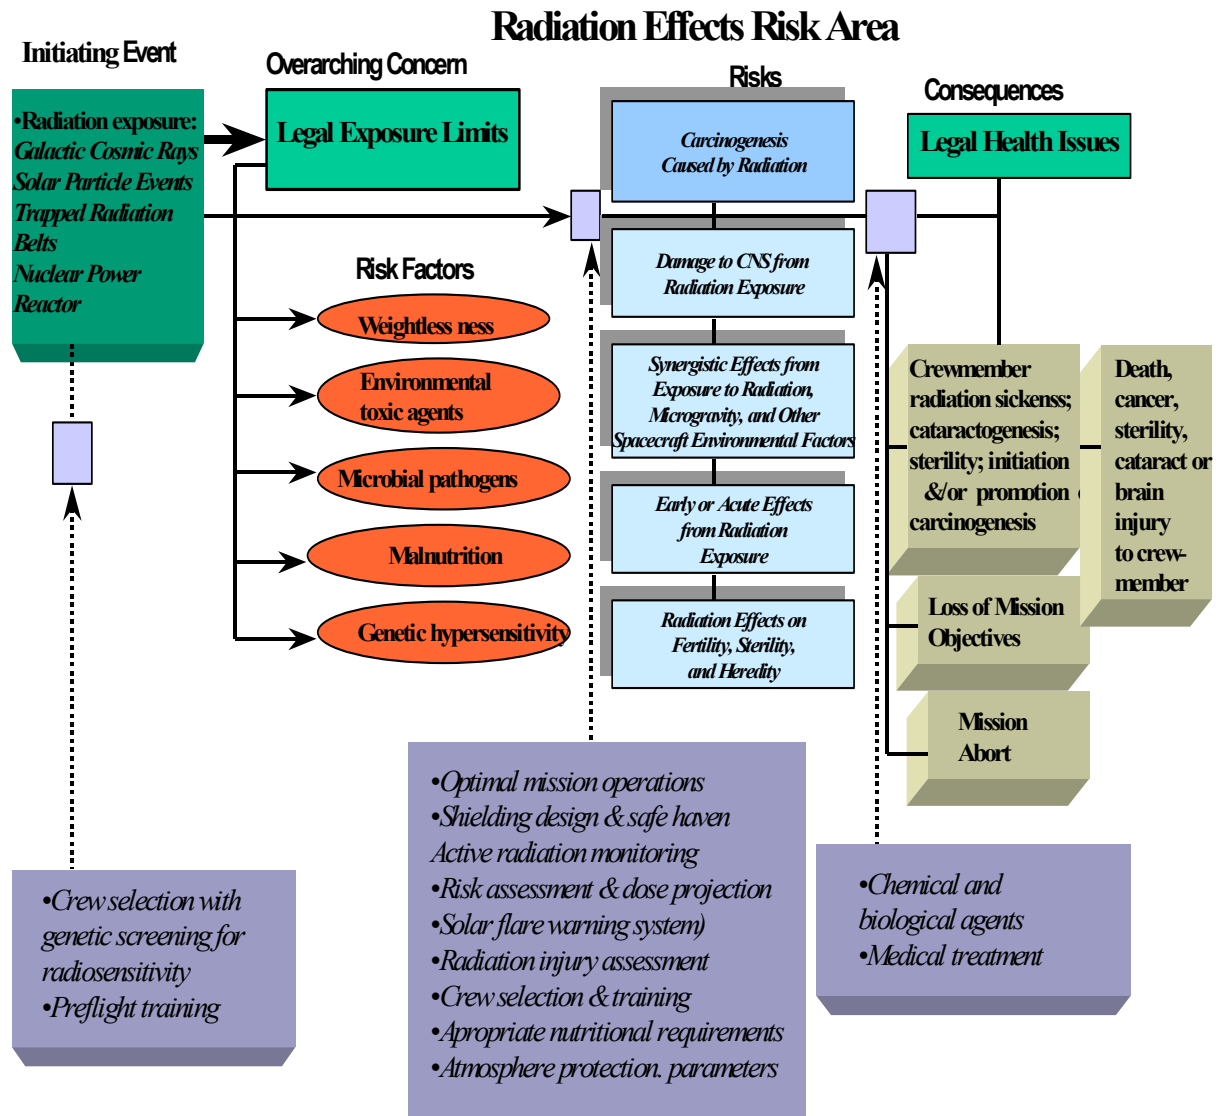 Radiation Effects Risk Area
Initiating Event
•Radiation exposure:
Galactic Cosmic Rays
Solar Particle Events
Trapped Radiation
Belts
Nuclear Power
Reactor
Overarching Concern
Legal Exposure Limits
Risk Factors
Weightless ness
Environmental
toxic agents
Microbial pathogens
Malnutrition
Genetic hypersensitivity
Risks
Carcinogenesis
Caused by Radiation
Damage to CNS from
Radiation Exposure
Synergistic Effects from
Exposure to Radiation,
Microgravity, and Other
Spacecraft Environmental Factors
Early or Acute Effects
from Radiation
Exposure
Radiation Effects on
Fertility, Sterility,
and Heredity
Consequences
Legal Health Issues
Crewmember
radiation sickenss;
cataractogenesis;
sterility; initiation
&/or promotion
carcinogenesis
Death,
cancer,
sterility,
cataract or
brain
injury
to crew-
member
Loss of Mission
Objectives
Mission
Abort
•Crew selection with
genetic screening for
radiosensitivity
•Preflight training
•Optimal mission operations
•Shielding design & safe haven
Active radiation monitoring
•Risk assessment & dose projection
•Solar flare warning system)
•Radiation injury assessment
•Crew selection & training
•Apropriate nutritional requirements
•Atmosphere protection. parameters
•Chemical and
biological agents
•Medical treatment